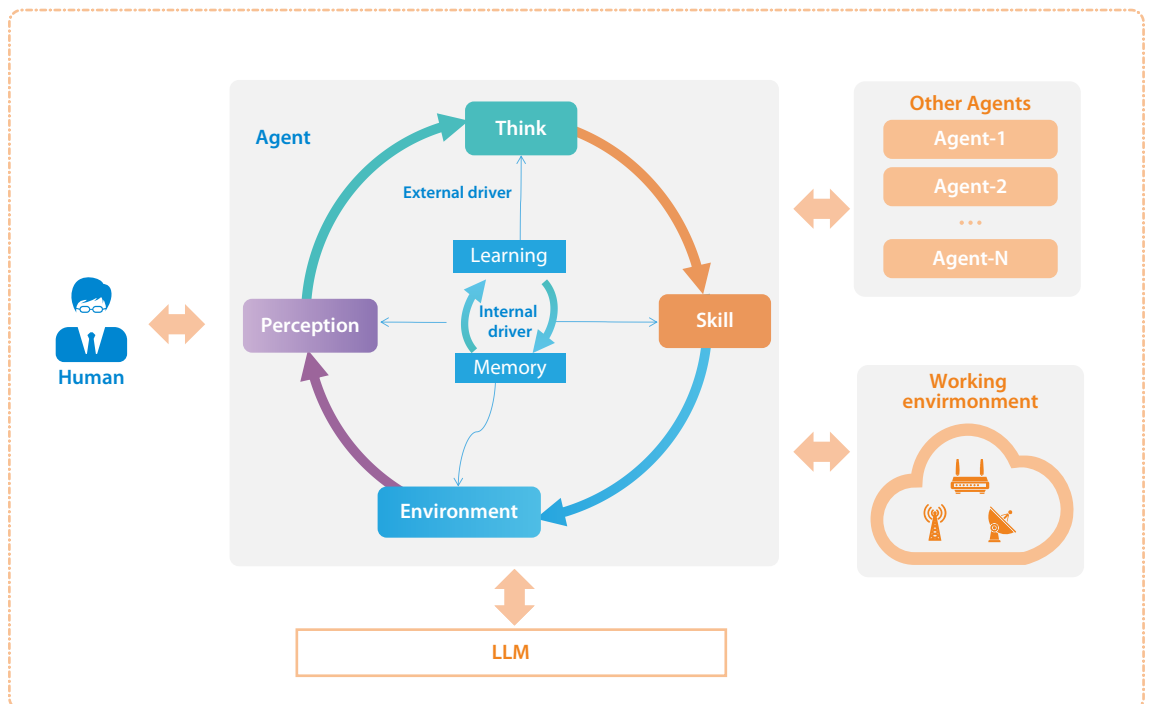 Agent
Think
External driver
Learning
Internal
driver
Memory
Perception
Skill
Environment
Human
Other Agents
Agent-1
Agent-2
...
Agent-N
Working
envirmonment
LLM